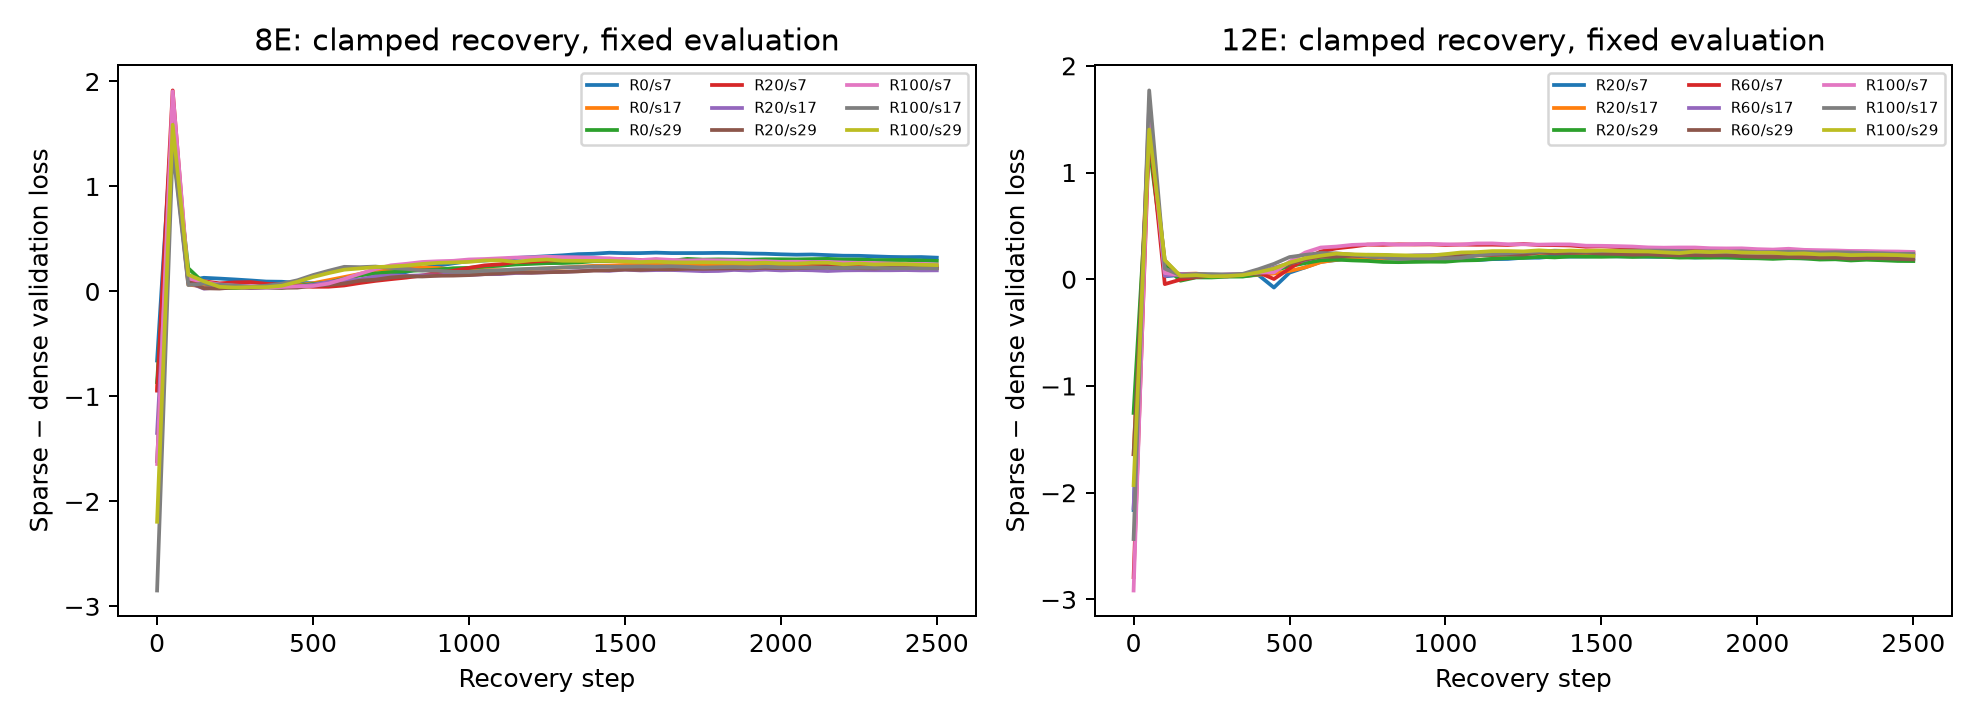 8E: clamped recovery, fixed evaluation
Sparse − dense validation loss
2
1
0
−1
−2
−3
R0/s7 R20/s7 R100/s7
R0/s17 R20/s17 R100/s17
R0/s29 R20/s29 R100/s29
0 500 1000 1500 2000 2500
Recovery step
12E: clamped recovery, fixed evaluation
Sparse − dense validation loss
2
1
0
−1
−2
−3
R20/s7 R60/s7 R100/s7
R20/s17 R60/s17 R100/s17
R20/s29 R60/s29 R100/s29
0 500 1000 1500 2000 2500
Recovery step